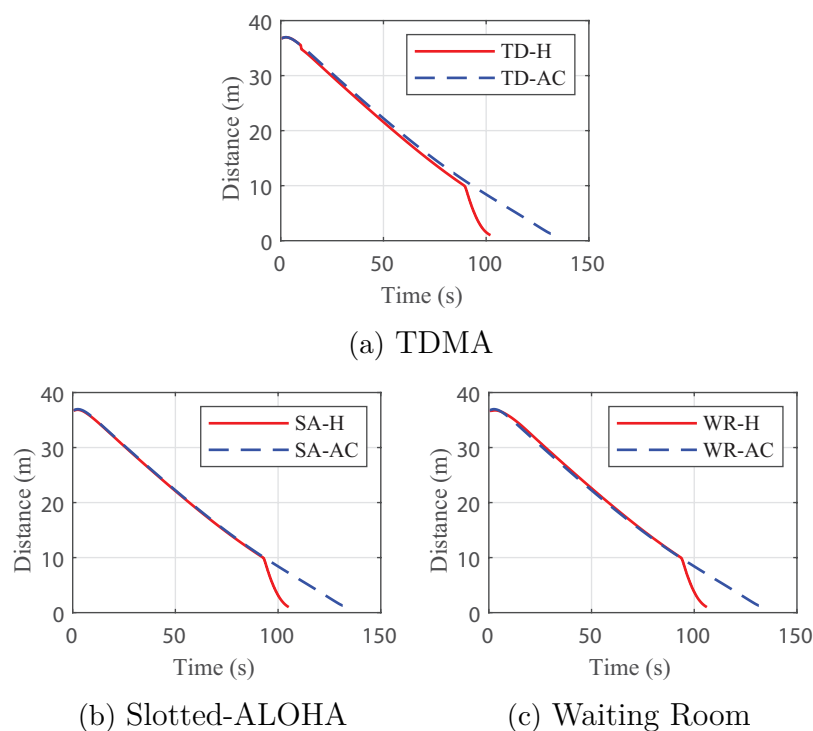 40
30
20
10
0
Distance (m)
TD-H
TD-AC
0 50 100 150
Time (s)
(a) TDMA
40
30
20
10
0
Distance (m)
SA-H
SA-AC
0 50 100 150
Time (s)
(b) Slotted-ALOHA
40
30
20
10
0
Distance (m)
WR-H
WR-AC
0 50 100 150
Time (s)
(c) Waiting Room